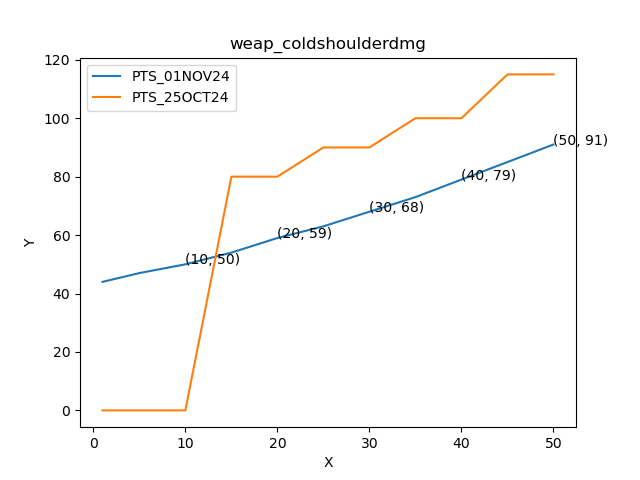 weap_coldshoulderdmg
PTS_01NOV24
PTS_25OCT24
120
100
80
60
40
20
0
Y
(10, 50)
(20, 59)
(30, 68)
(40, 79)
(50, 91)
0 10 20 30 40 50
X